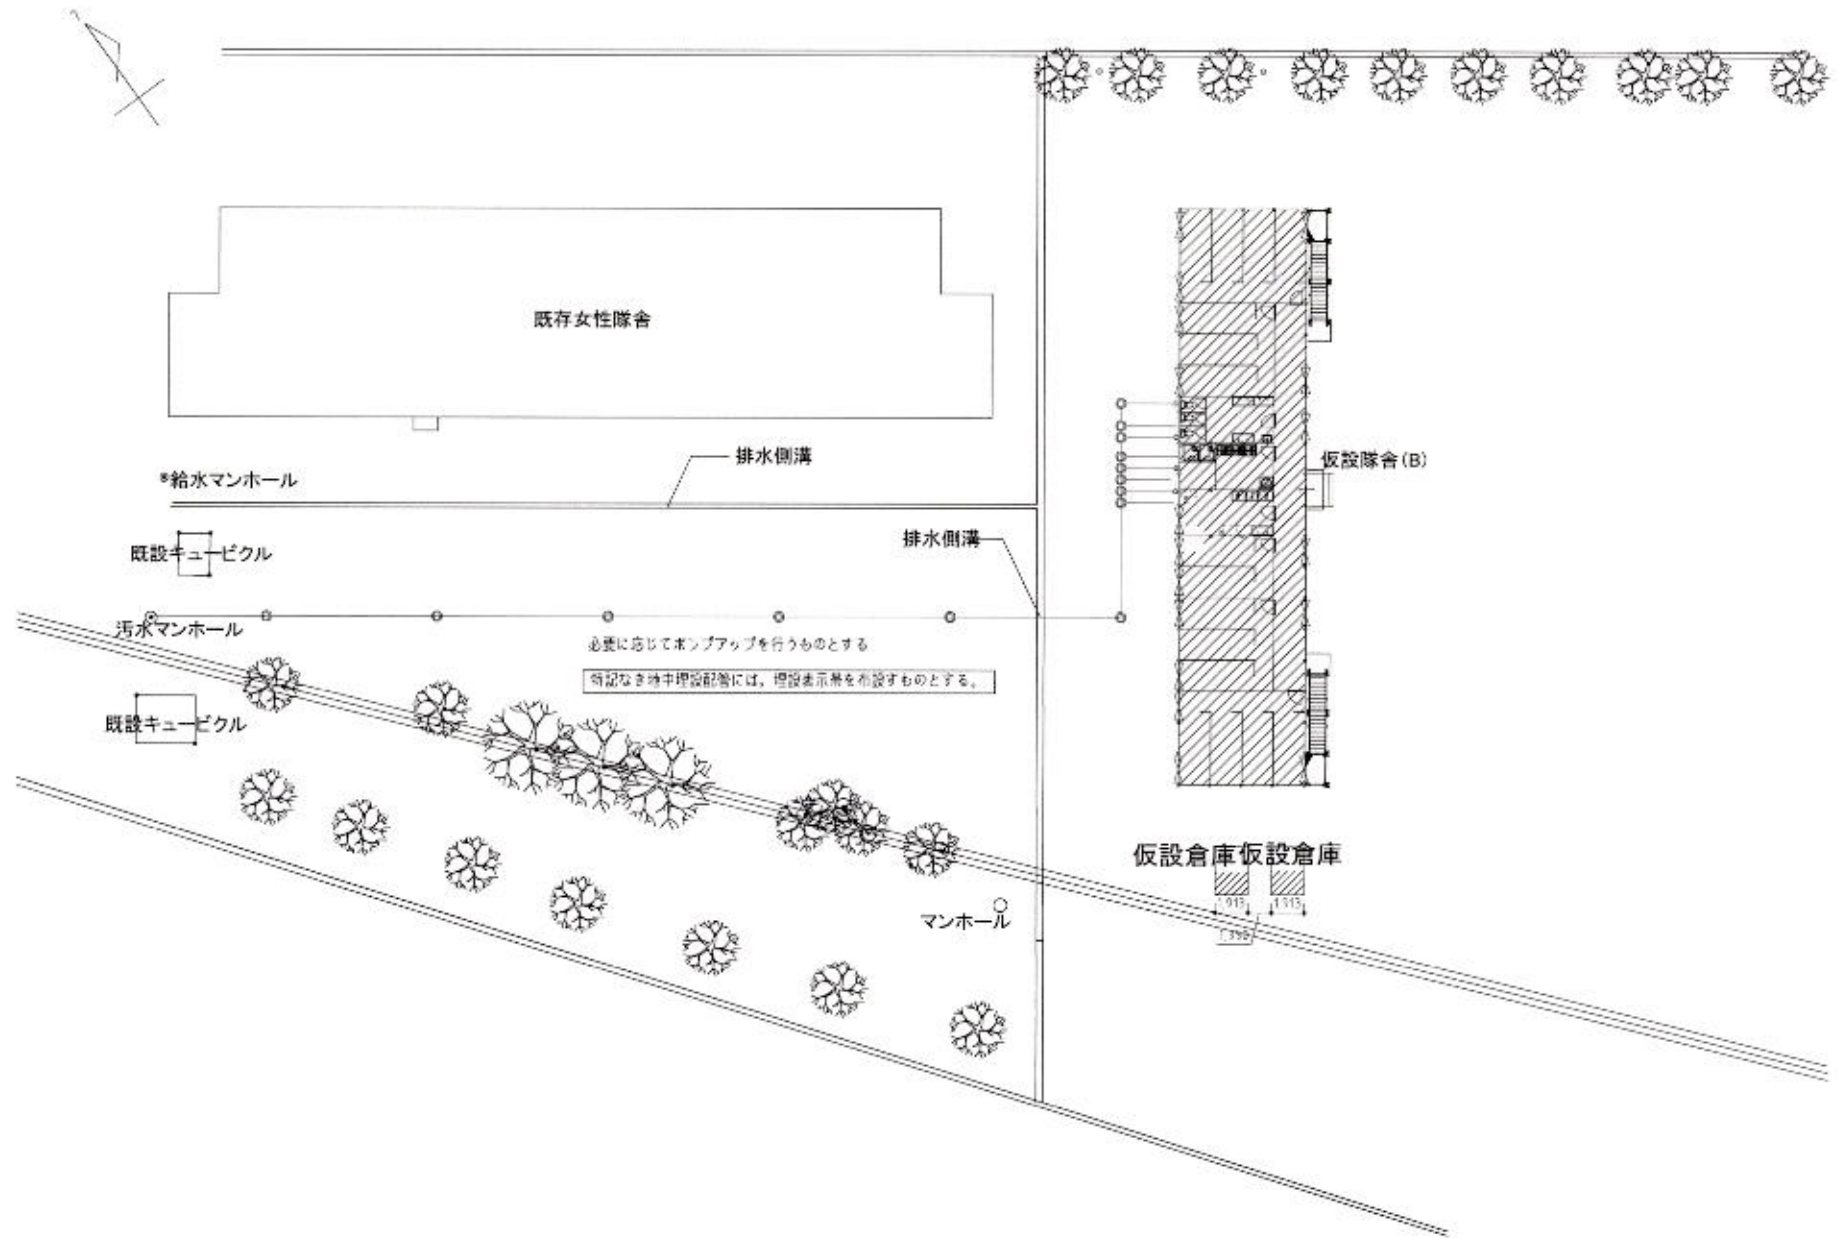 既存女性隊舎
排水側溝
仮設隊舎(B)
給水マンホール
排水側溝
既設キュービクル
汚水マンホール
必要に応じてポンプアップを行うものとする
特記なき地中埋設配管には、埋設表示帯を布設すものとする。
既設キュービクル
仮設倉庫仮設倉庫
1,913
1,913
マンホール